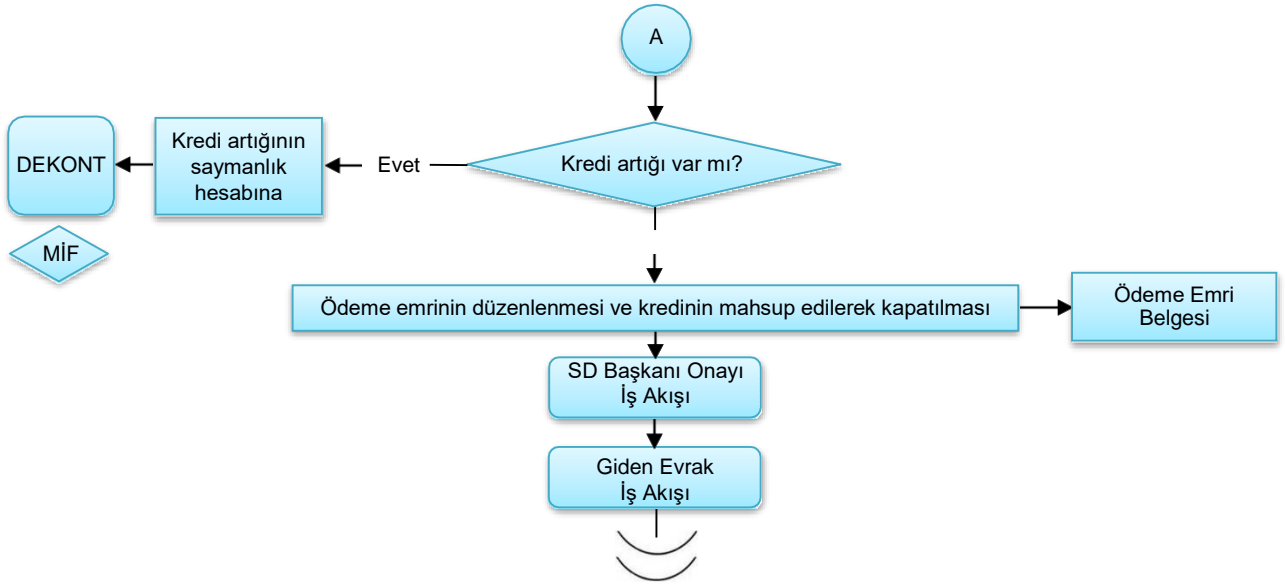 A
Kredi artığı var mı?
Evet
Kredi artığının
saymanlık
hesabına
DEKONT
MİF
Ödeme emrinin düzenlenmesi ve kredinin mahsup edilerek kapatılması
Ödeme Emri
Belgesi
SD Başkanı Onayı
İş Akışı
Giden Evrak
İş Akışı